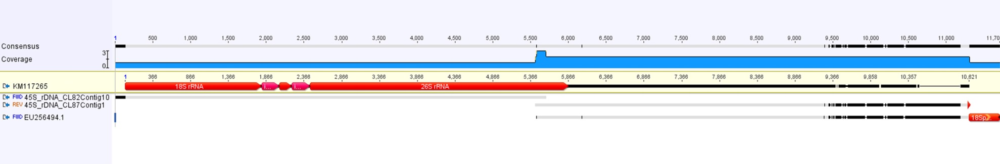 1 500 1,000 1,500 2,000 2,500 3,000 3,500 4,000 4,500 5,000 5,500 6,000 6,500 7,000 7,500 8,000 8,500 9,000 9,500 10,000 10,500 11,000 11,70
Consensus
3
Coverage
0
1 366 866 1,366 1,866 2,366 2,866 3,366 3,866 4,366 4,866 5,366 5,866 6,366 6,866 7,366 7,866 8,366 8,866 9,366 9,858 10,357 10,621
KM117265 18S rRNA i... i... 26S rRNA
FWD 45S_rDNA_CL82Contig10
REV 45S_rDNA_CL87Contig1
FWD EU256494.1 18Sp...